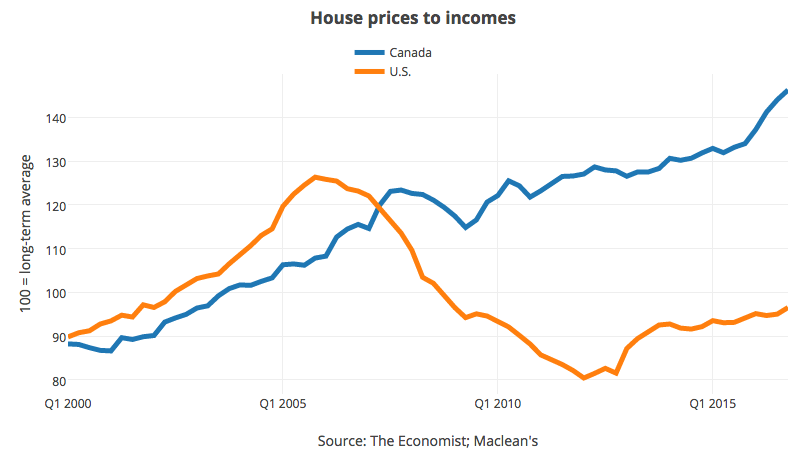 House prices to incomes
Canada
U.S.
100 = long-term average
140
130
120
110
100
90
80
Q1 2000
Q1 2005
Q1 2010
Q1 2015
Source: The Economist; Maclean's